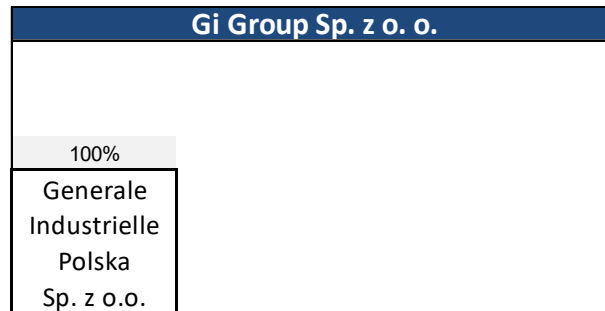 Gi Group Sp. z o. o.
100%
Generale
Industrielle
Polska
Sp. z o.o.